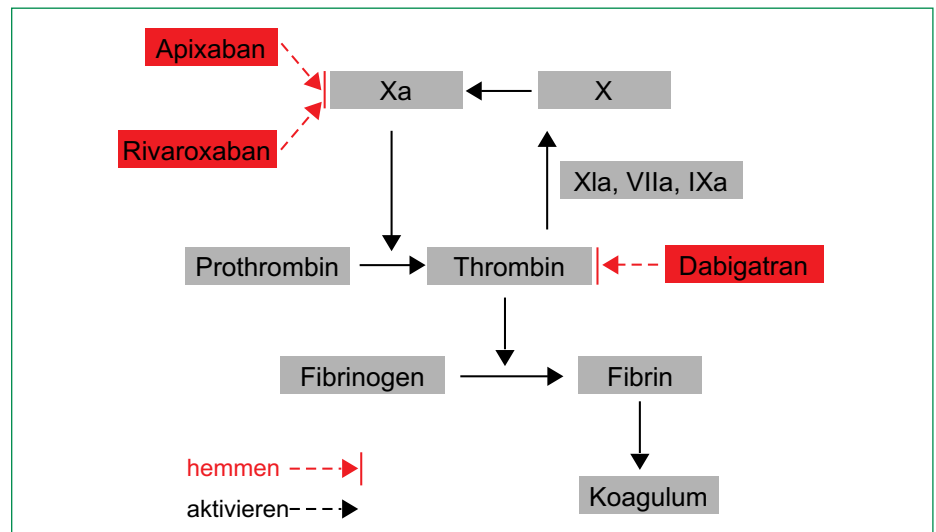 Apixaban
Xa
X
Rivaroxaban
XIa, VIIa, IXa
Prothrombin
Thrombin
Dabigatran
Fibrinogen
Fibrin
hemmen
Koagulum
aktivieren